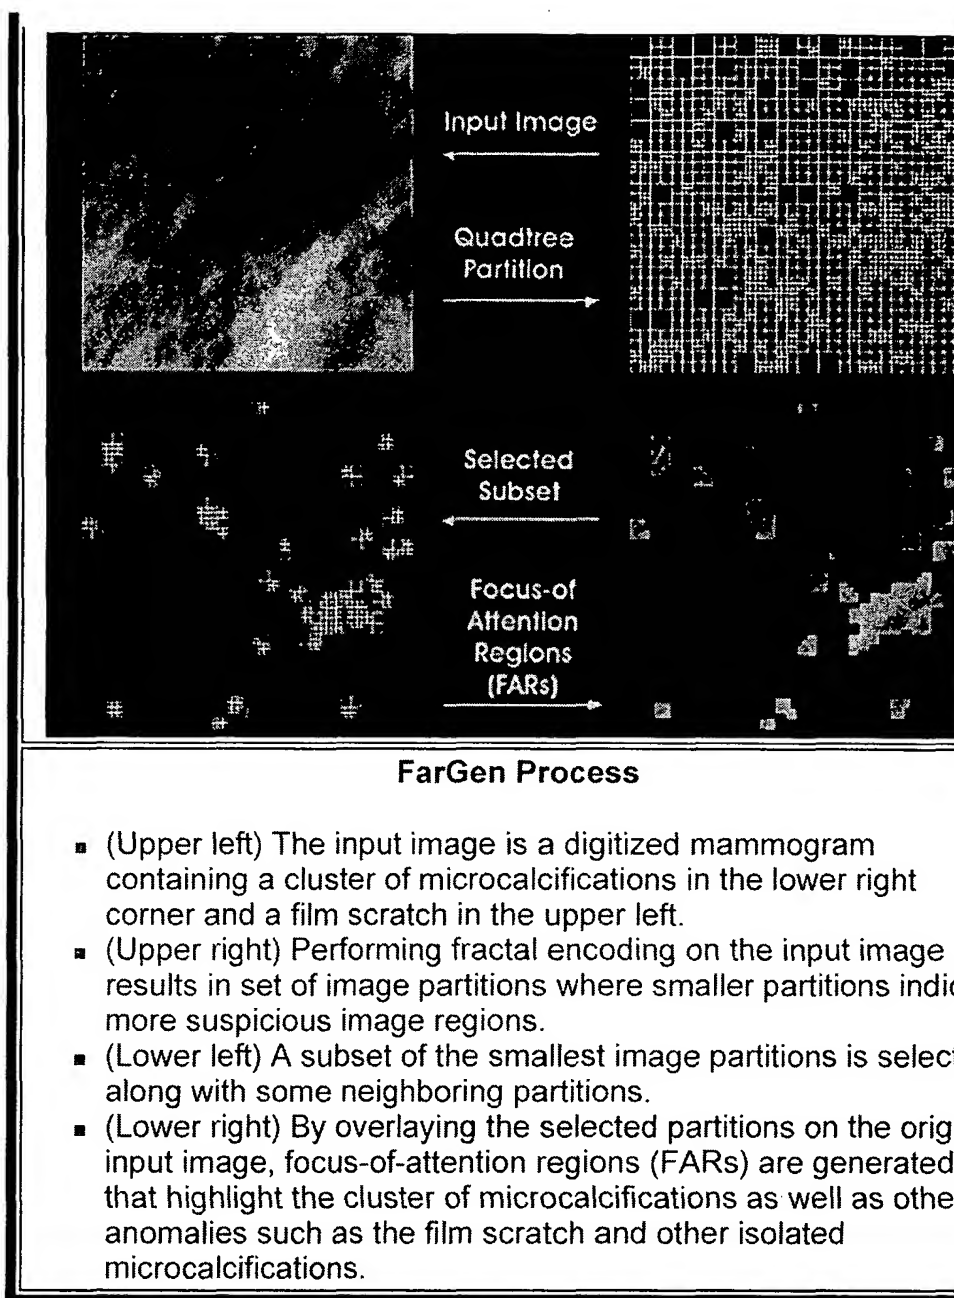 Input Image
Quadtree
Partition
Selected
Subset
Focus-of
Attention
Regions
(FARs)
FarGen Process
▪ (Upper left) The input image is a digitized mammogram
containing a cluster of microcalcifications in the lower right
corner and a film scratch in the upper left.
▪ (Upper right) Performing fractal encoding on the input image
results in set of image partitions where smaller partitions indic
more suspicious image regions.
▪ (Lower left) A subset of the smallest image partitions is select
along with some neighboring partitions.
▪ (Lower right) By overlaying the selected partitions on the orig
input image, focus-of-attention regions (FARs) are generated
that highlight the cluster of microcalcifications as well as othe
anomalies such as the film scratch and other isolated
microcalcifications.